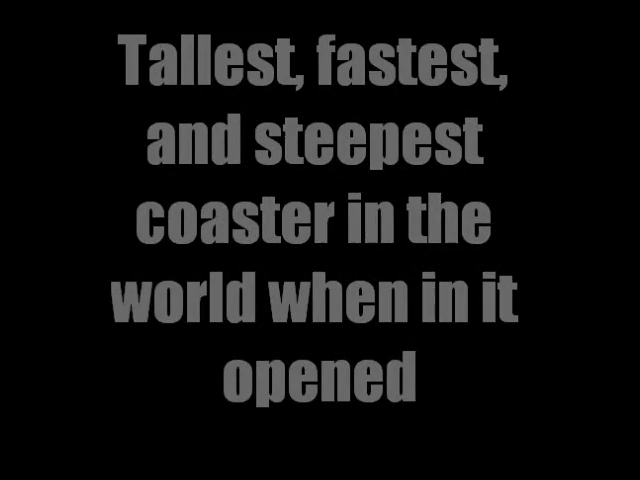 Tallest, fastest,
and steepest
coaster in the
world when in it
opened